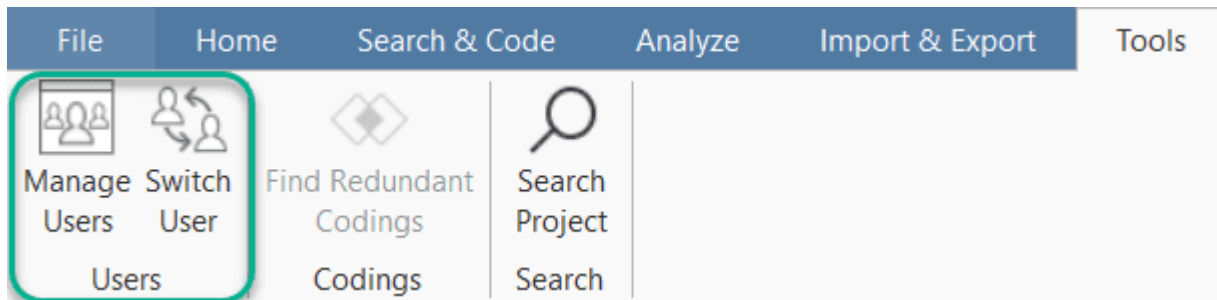 File Home Search & Code Analyze Import & Export Tools
Manage Switch Find Redundant Search
Users User Codings Project
Users Codings Search